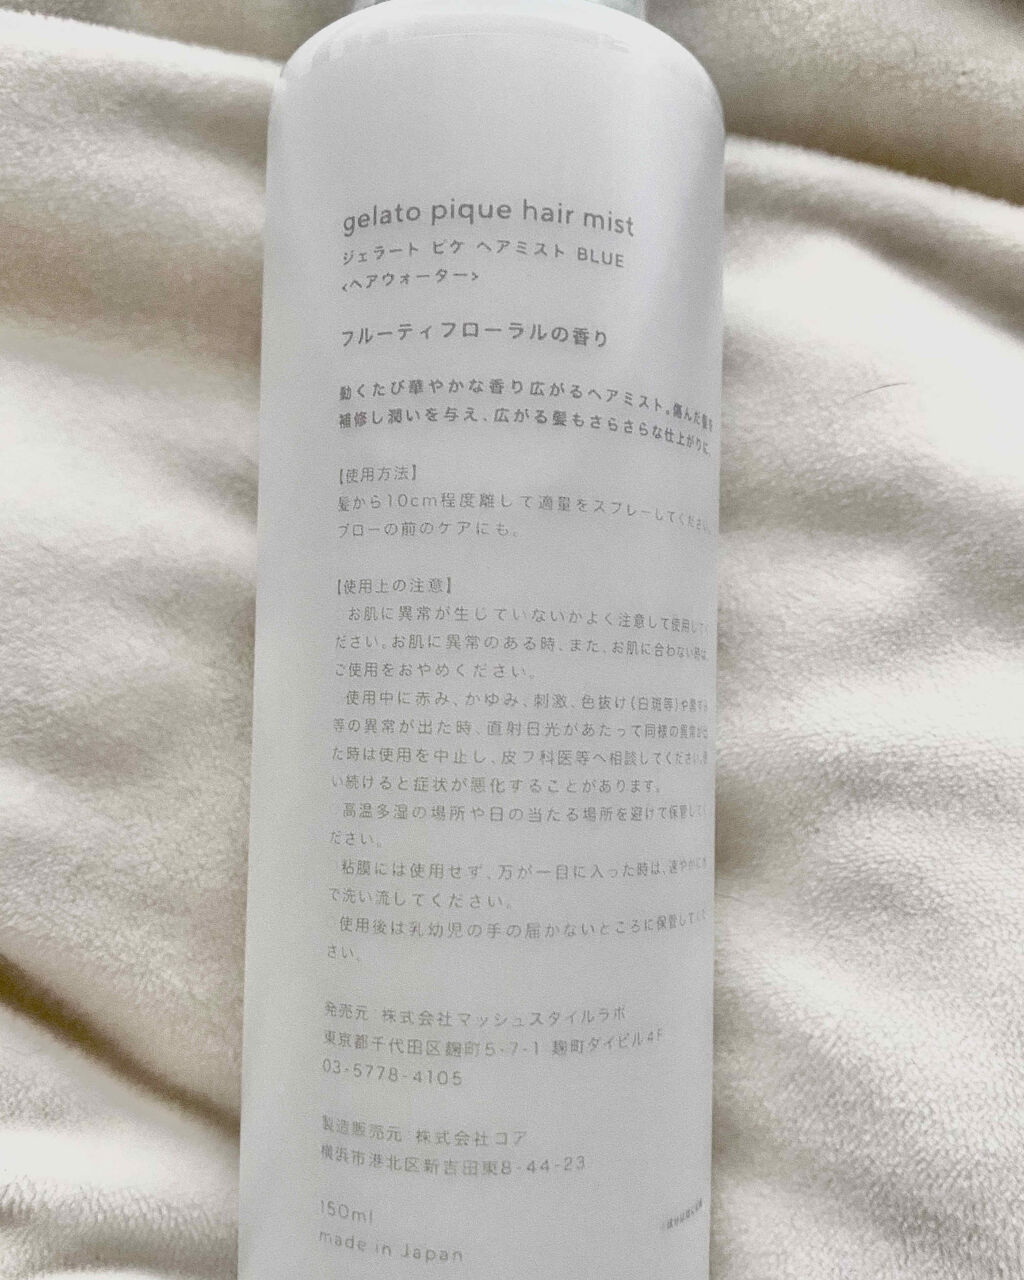 gelato pique hair mist
ジェラート ピケ ヘアミスト BLUE
<ヘアウォーター>
フルーティフローラルの香り
動くたび華やかな香り広がるヘアミスト。傷んだ髪を
補修し潤いを与え、広がる髪もさらさらな仕上がりに。
【使用方法】
髪から10cm程度離して適量をスプレーしてください。
ブローの前のケアにも。
【使用上の注意】
お肌に異常が生じていないかよく注意して使用してく
ださい。お肌に異常のある時、また、お肌に合わない時は、
ご使用をおやめください。
使用中に赤み、かゆみ、刺激、色抜け(白斑等)や黒ずみ
等の異常が出た時、直射日光があたって同様の異常が出
た時は使用を中止し、皮フ科医等へ相談してください。使
い続けると症状が悪化することがあります。
高温多湿の場所や日の当たる場所を避けて保管してく
ださい。
粘膜には使用せず、万が一目に入った時は、速やかに水
で洗い流してください。
使用後は乳幼児の手の届かないところに保管してくだ
さい。
発売元 株式会社マッシュスタイルラボ
東京都千代田区麹町5-7-1 麹町ダイビル4F
03-5778-4105
製造販売元 株式会社コア
横浜市港北区新吉田東8-44-23
150ml
made in Japan